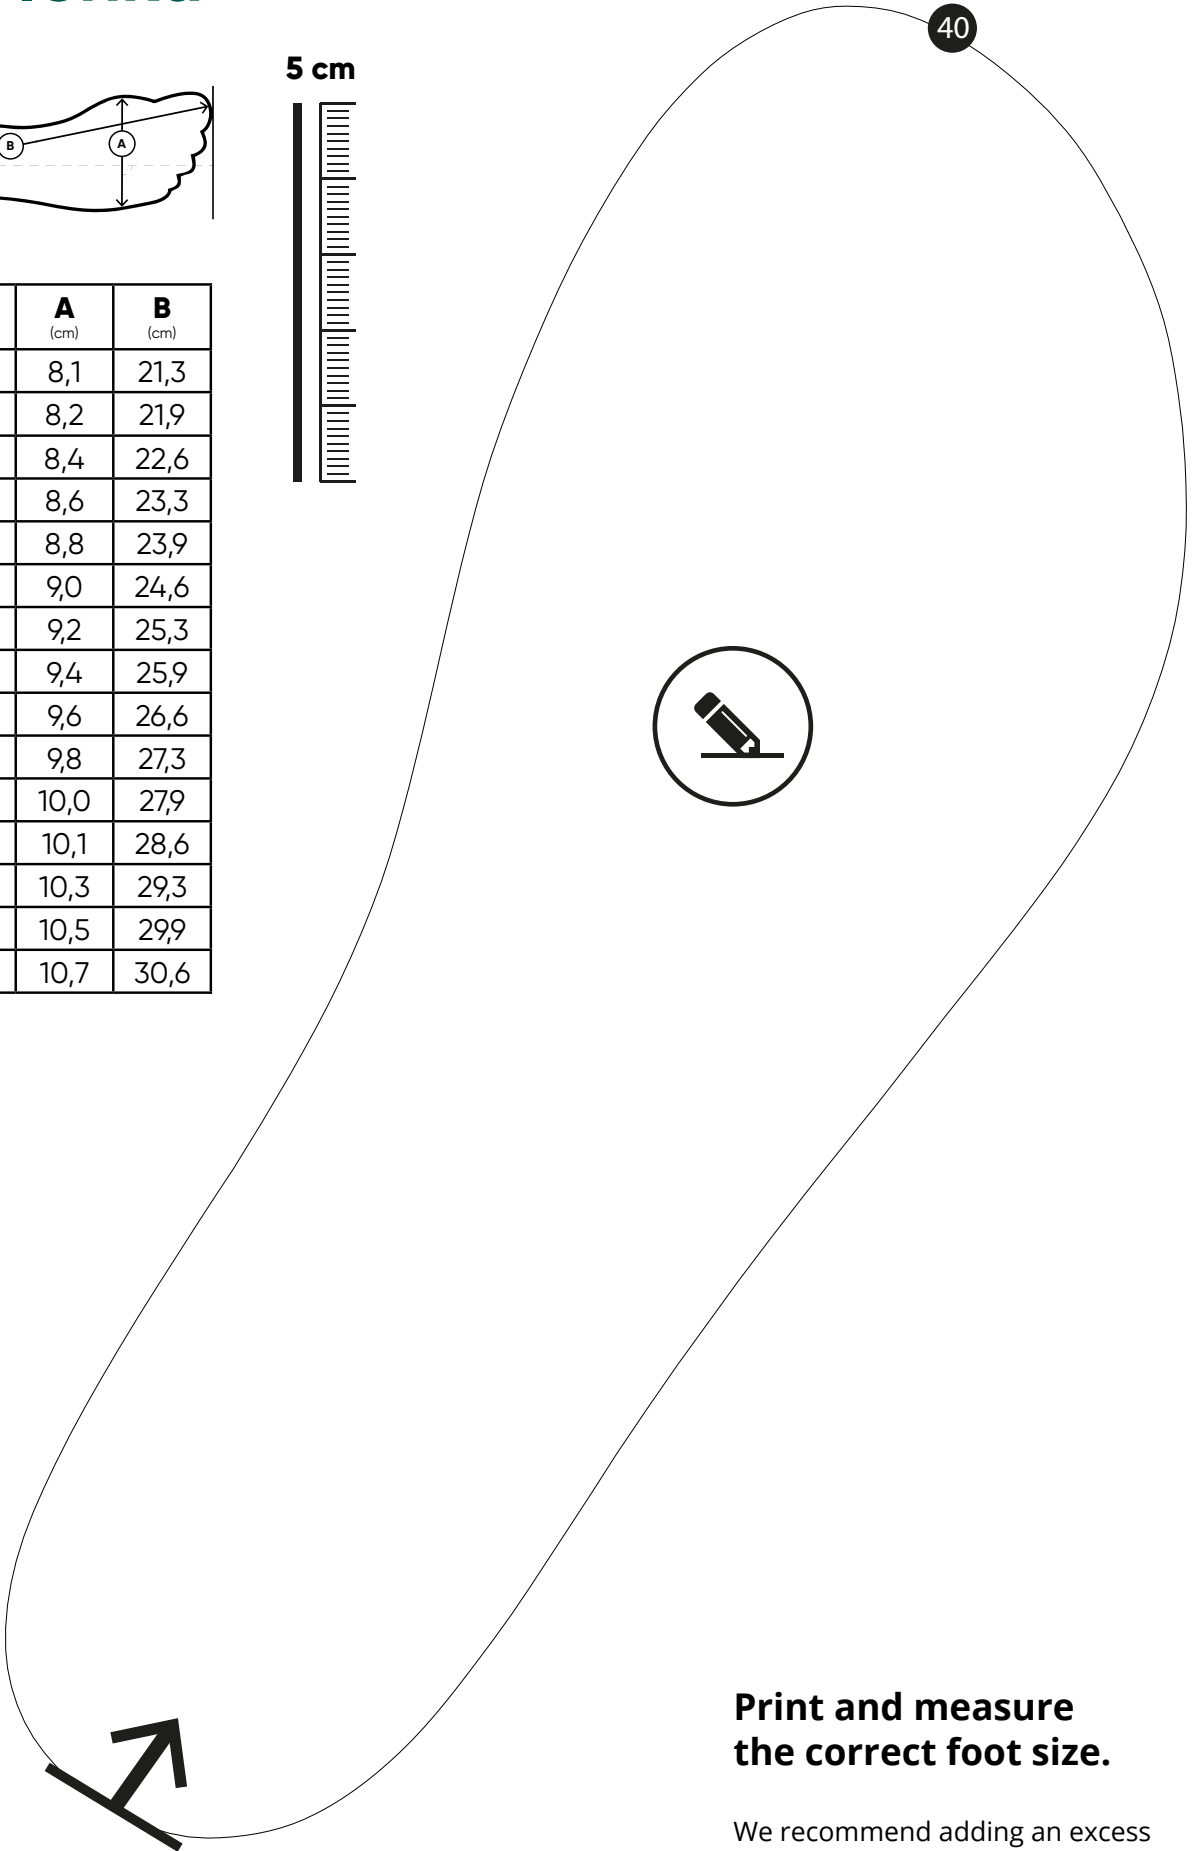 40
5 cm
B
A
A B
(cm) (cm)
8,1 21,3
8,2 21,9
8,4 22,6
8,6 23,3
8,8 23,9
9,0 24,6
9,2 25,3
9,4 25,9
9,6 26,6
9,8 27,3
10,0 27,9
10,1 28,6
10,3 29,3
10,5 29,9
10,7 30,6
Print and measure
the correct foot size.
We recommend adding an excess